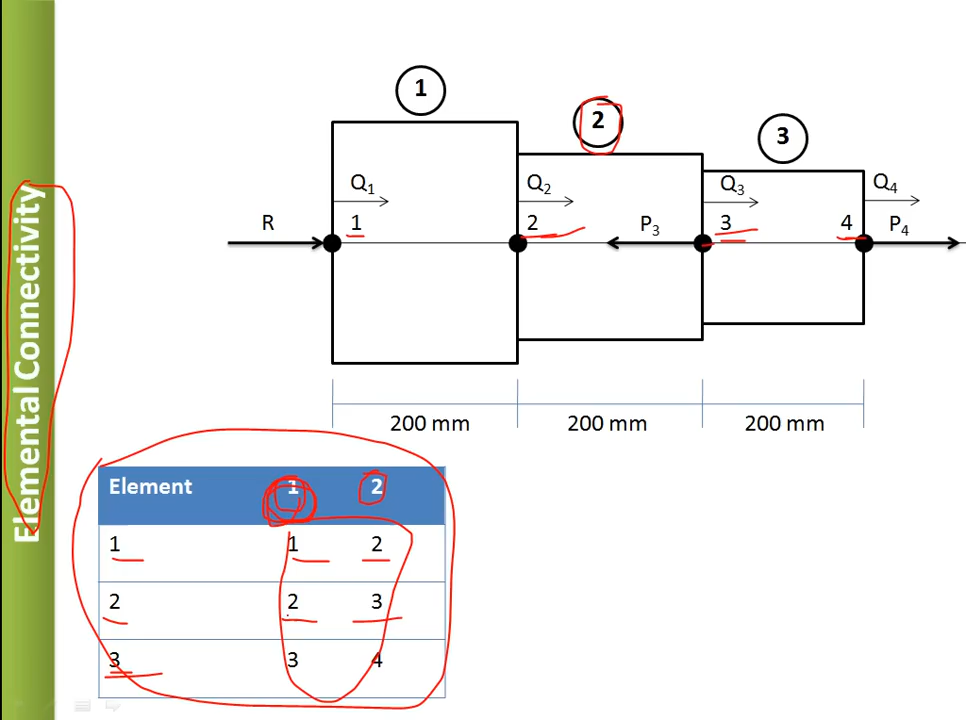 Elemental Connectivity
1
2
3
Q1 Q2 Q3 Q4
R 1 2 P3 3 4 P4
200 mm 200 mm 200 mm
Element 1 2
1 1 2
2 2 3
3 3 4